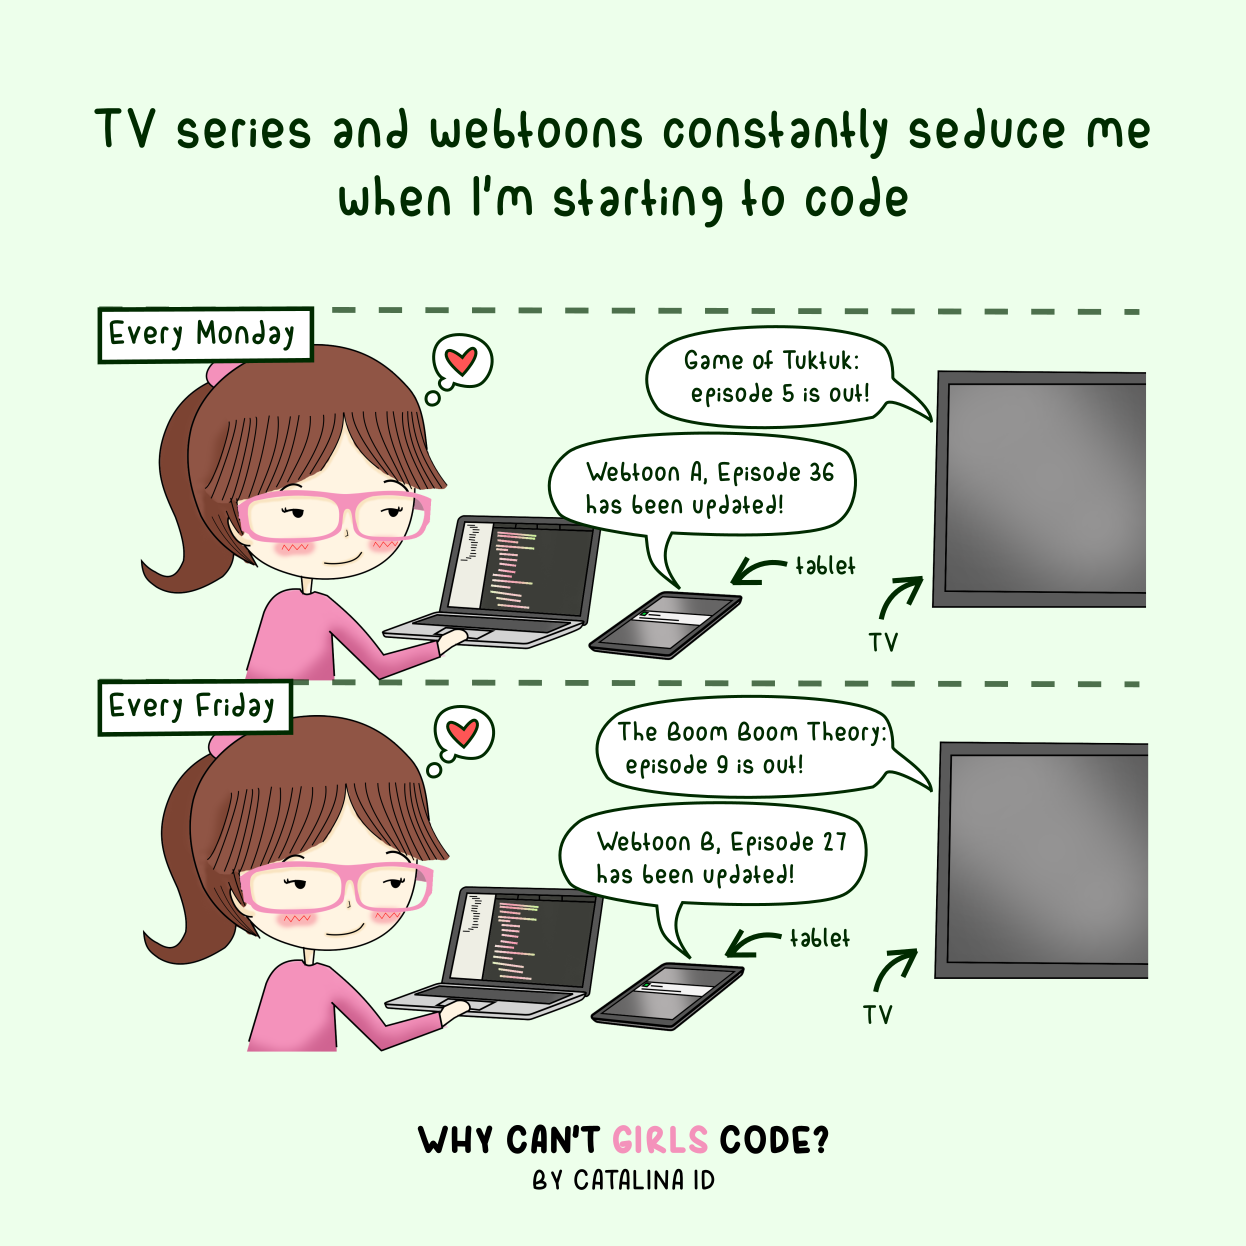 TV series and webtoons constantly seduce me
when I'm starting to code
Every Monday
Game of Tuktuk:
episode 5 is out!
Webtoon A, Episode 36
has been updated!
tablet
TV
Every Friday
The Boom Boom Theory:
episode 9 is out!
Webtoon B, Episode 27
has been updated!
tablet
TV
WHY CAN'T GIRLS CODE?
BY CATALINA ID